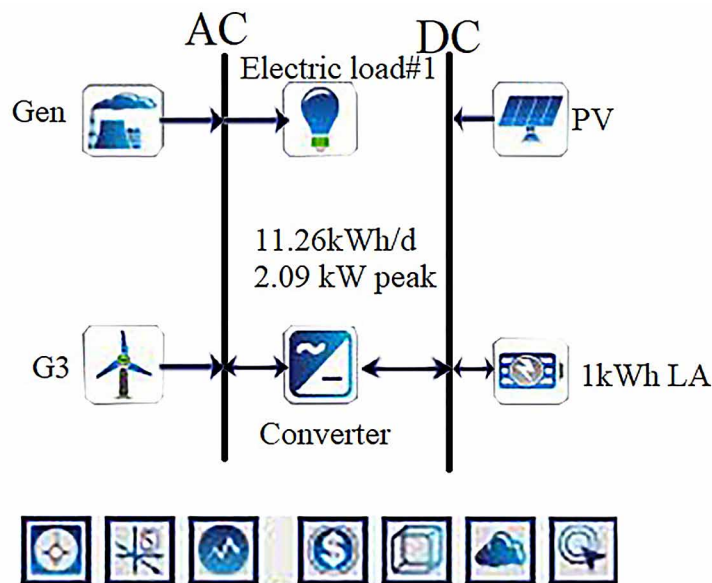 AC
DC
Electric load#1
Gen
PV
11.26kWh/d
2.09 kW peak
G3
1kWh LA
Converter